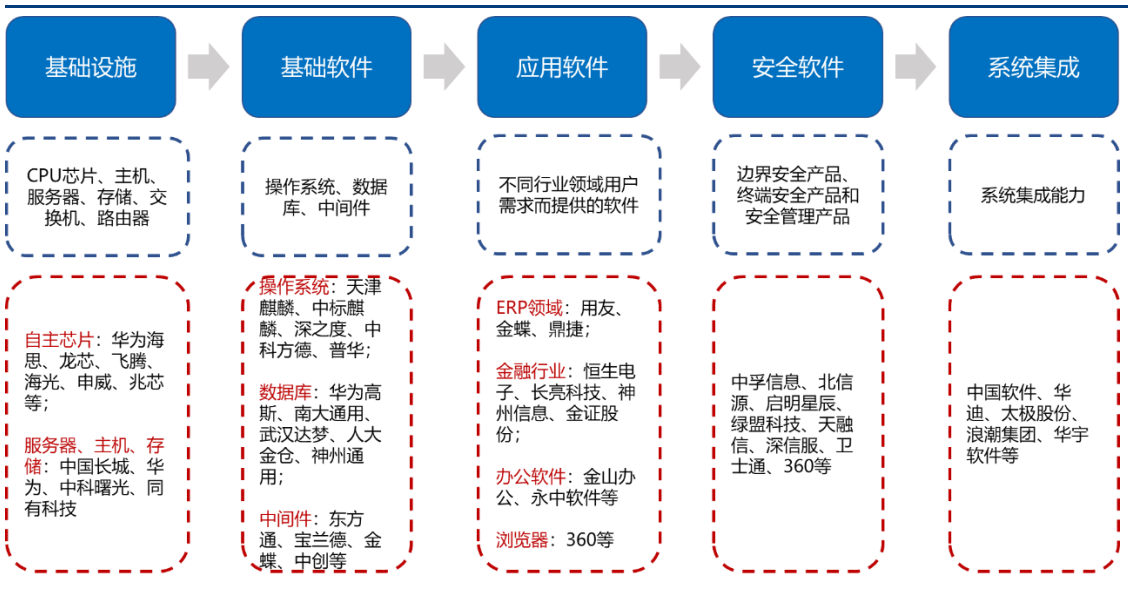 基础设施
基础软件
应用软件
安全软件
系统集成
CPU芯片、主机、
服务器、存储、交
换机、路由器
操作系统、数据
库、中间件
不同行业领域用户
需求而提供的软件
边界安全产品、
终端安全产品和
安全管理产品
系统集成能力
自主芯片：华为海
思、龙芯、飞腾、
海光、申威、兆芯
等；
服务器、主机、存
储：中国长城、华
为、中科曙光、同
有科技
操作系统：天津
麒麟、中标麒
麟、深之度、中
科方德、普华；
数据库：华为高
斯、南大通用、
武汉达梦、人大
金仓、神州通
用；
中间件：东方
通、宝兰德、金
蝶、中创等
ERP领域：用友、
金蝶、鼎捷；
金融行业：恒生电
子、长亮科技、神
州信息、金证股
份；
办公软件：金山办
公、永中软件等
浏览器：360等
中孚信息、北信
源、启明星辰、
绿盟科技、天融
信、深信服、卫
士通、360等
中国软件、华
迪、太极股份、
浪潮集团、华宇
软件等